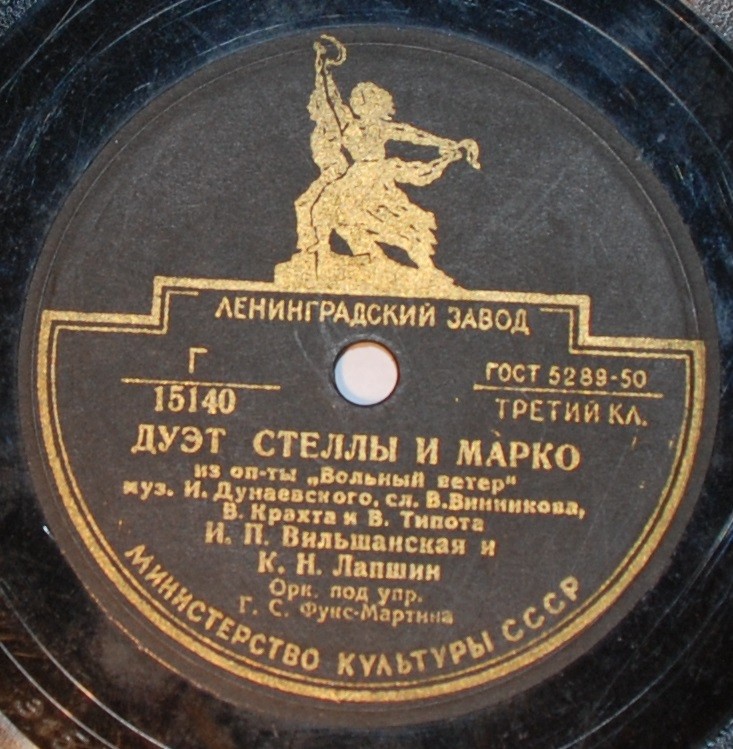 ЛЕНИНГРАДСКИЙ ЗАВОД
Г
15140
ГОСТ 5289-50
ТРЕТИЙ КЛ.
ДУЭТ СТЕЛЛЫ И МАРКО
из оп-ты „Вольный ветер"
муз. И. Дунаевского, сл. В. Винникова,
В. Крахта и В. Типота
И. П. Вильшанская и
К. Н. Лапшин
Орк. под упр.
Г. С. Фукс-Мартина
МИНИСТЕРСТВО КУЛЬТУРЫ СССР